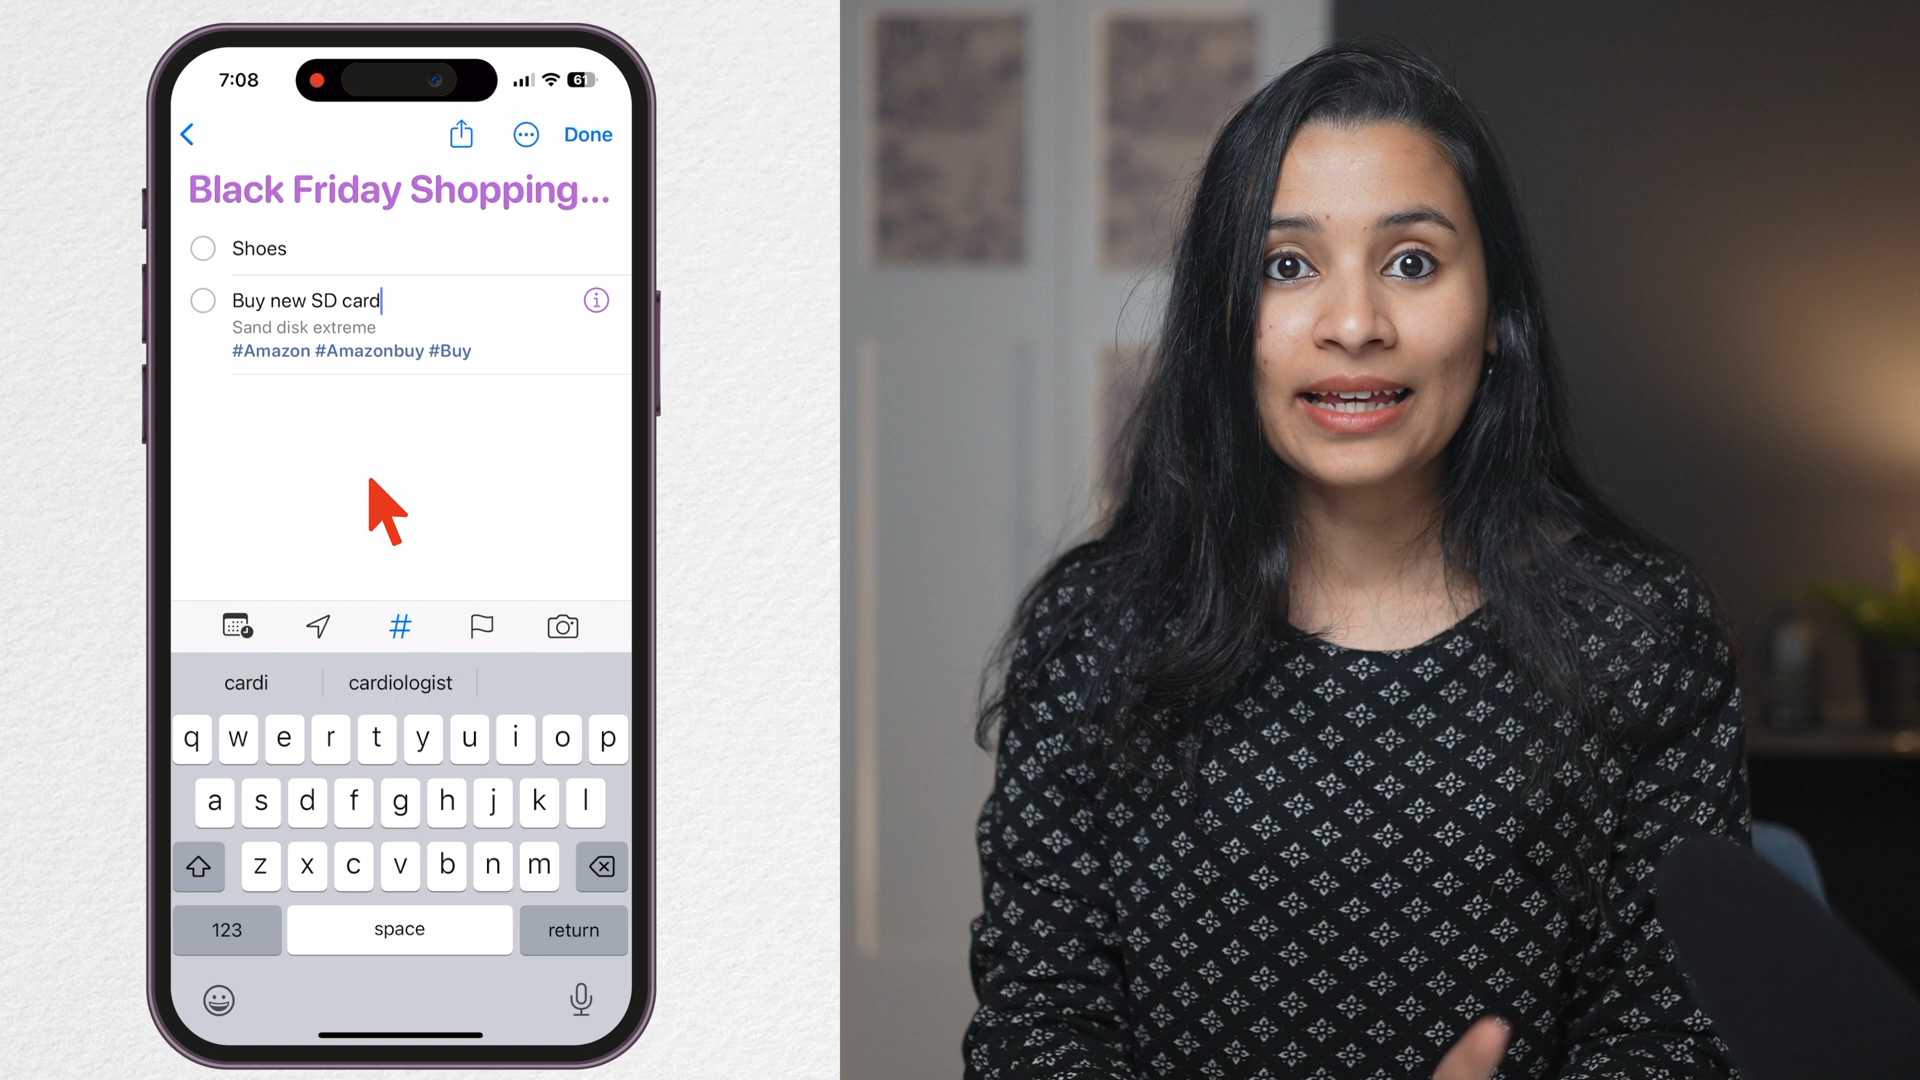 7:08
61
Done
Black Friday Shopping...
Shoes
Buy new SD card
Sand disk extreme
#Amazon #Amazonbuy #Buy
#
cardi cardiologist
q w e r t y u i o p
a s d f g h j k l
z x c v b n m
123 space return